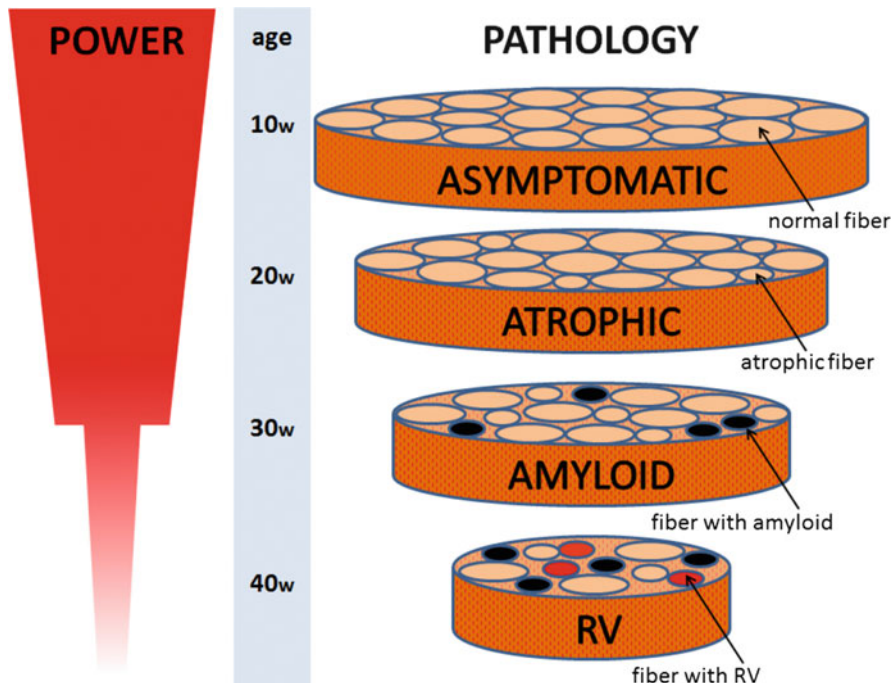 POWER
age
PATHOLOGY
10w
ASYMPTOMATIC
normal fiber
20w
ATROPHIC
atrophic fiber
30w
AMYLOID
fiber with amyloid
40w
RV
fiber with RV